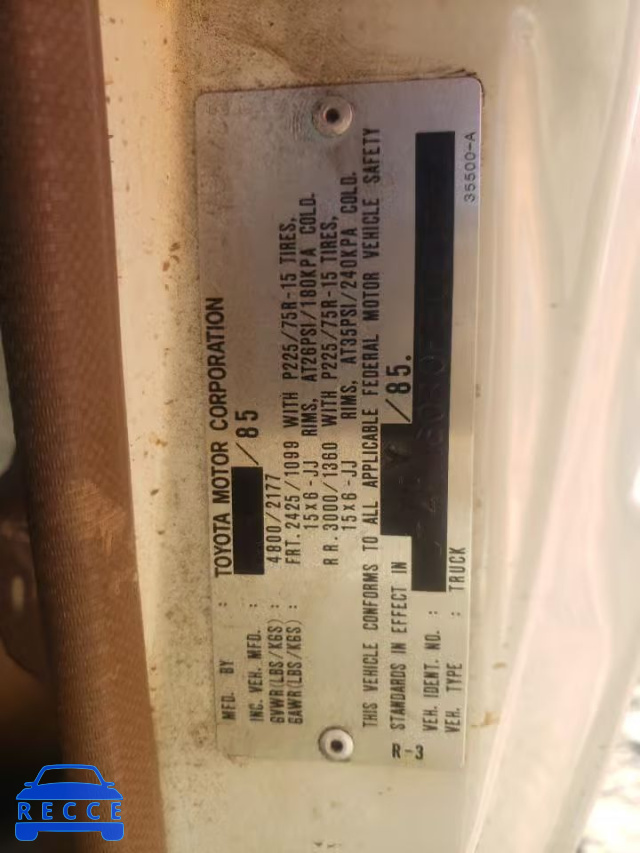 MFD. BY : TOYOTA MOTOR CORPORATION
INC. VEH. MFD. : /85
GVWR(LBS/KGS) : 4800/2177
GAWR(LBS/KGS) : FRT. 2425/1099 WITH P225/75R-15 TIRES,
15x6-JJ RIMS, AT26PSI/180KPA COLD.
RR. 3000/1360 WITH P225/75R-15 TIRES,
15x6-JJ RIMS, AT35PSI/240KPA COLD.
THIS VEHICLE CONFORMS TO ALL APPLICABLE FEDERAL MOTOR VEHICLE SAFETY
STANDARDS IN EFFECT IN /85.
VEH. IDENT. NO. :
VEH. TYPE : TRUCK
R-3
35500-A
RECCE